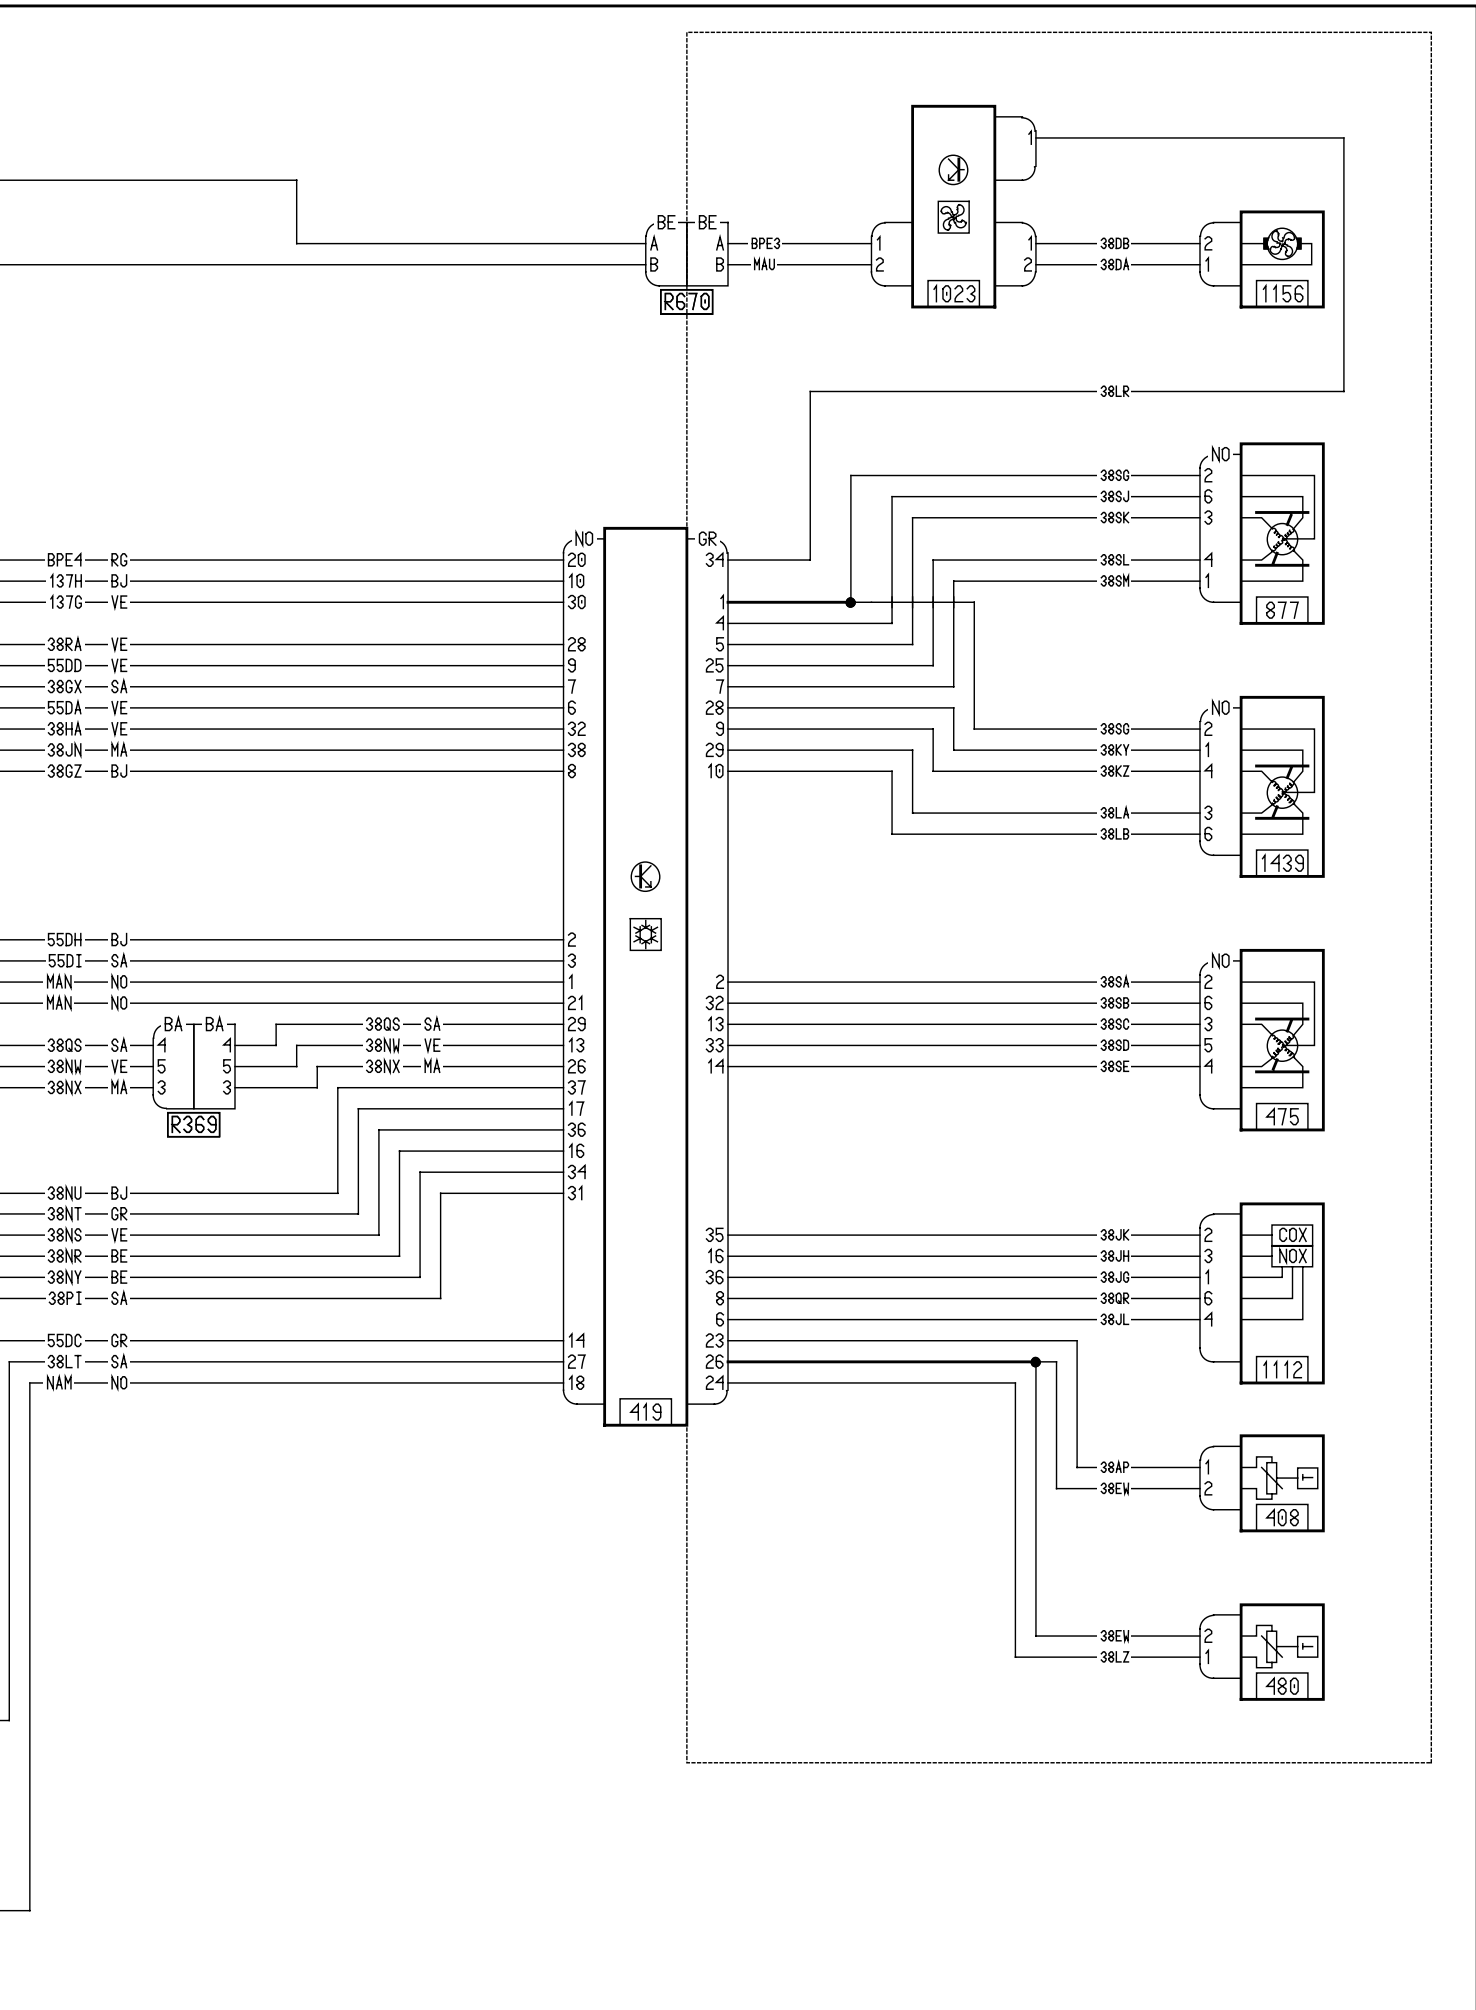 1
BE BE
A A BPE3 1 1 38DB 2
B B MAU 2 2 38DA 1
R670 1023 1156
38LR
NO
38SG 2
38SJ 6
38SK 3
NO GR
BPE4 RG 20 34 38SL 4
137H BJ 10 38SM 1
137G VE 30 1 877
4
38RA VE 28 5
55DD VE 9 25
38GX SA 7 7
55DA VE 6 28 NO
38HA VE 32 9 38SG 2
38JN MA 38 29 38KY 1
38GZ BJ 8 10 38KZ 4
38LA 3
38LB 6
1439
55DH BJ 2
55DI SA 3 NO
MAN NO 1 2 38SA 2
MAN NO 21 32 38SB 6
BA BA 38QS SA 29 13 38SC 3
38QS SA 4 4 38NW VE 13 33 38SD 5
38NW VE 5 5 38NX MA 26 14 38SE 4
38NX MA 3 3 37
R369 17 475
36
16
34
38NU BJ 31
38NT GR
38NS VE 35 38JK 2 COX
38NR BE 16 38JH 3 NOX
38NY BE 36 38JG 1
38PI SA 8 38QR 6
6 38JL 4
55DC GR 14 23
38LT SA 27 26 1112
NAM NO 18 24
419
38AP 1 T
38EW 2
408
38EW 2 T
38LZ 1
480